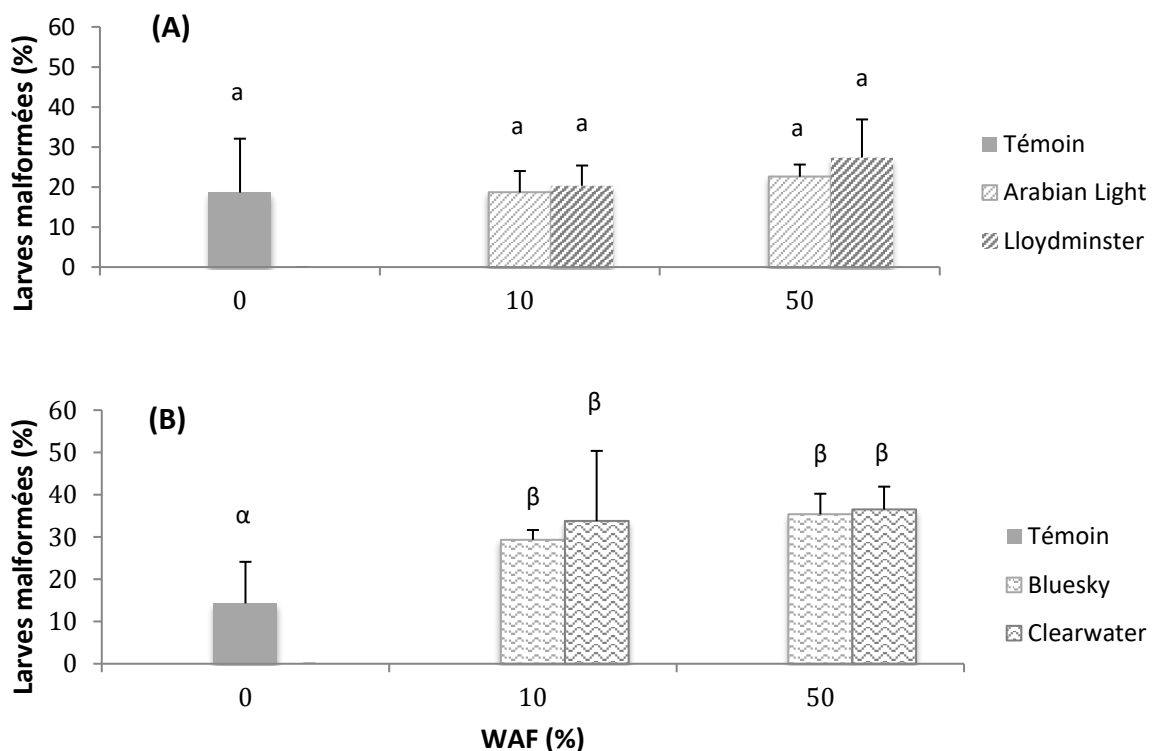 (A)
Larves malformées (%)
60
50
40
30
20
10
0
a
a
a
a
a
0
10
50
Témoin
Arabian Light
Lloydminster
(B)
Larves malformées (%)
60
50
40
30
20
10
0
α
β
β
β
β
0
10
50
WAF (%)
Témoin
Bluesky
Clearwater